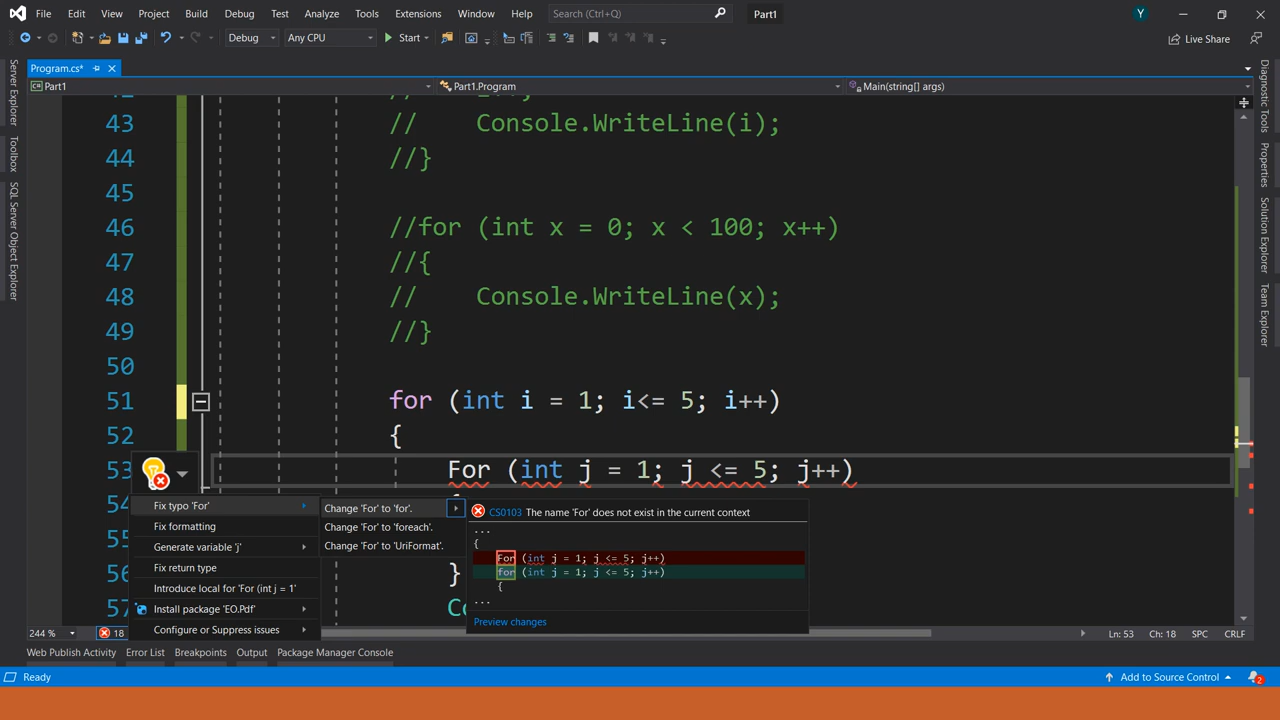 File Edit View Project Build Debug Test Analyze Tools Extensions Window Help Search (Ctrl+Q) Part1 Y
Debug Any CPU Start Live Share
Program.cs*
Part1 Part1.Program Main(string[] args)
Server Explorer
Toolbox
SQL Server Object Explorer
43 // Console.WriteLine(i);
44 //}
45
46 //for (int x = 0; x < 100; x++)
47 //{
48 // Console.WriteLine(x);
49 //}
50
51 for (int i = 1; i<= 5; i++)
52 {
53 For (int j = 1; j <= 5; j++)
54
55
56 }
57
Fix typo 'For'
Fix formatting
Generate variable 'j'
Fix return type
Introduce local for 'For (int j = 1'
Install package 'EO.Pdf'
Configure or Suppress issues
Change 'For' to 'for'.
Change 'For' to 'foreach'.
Change 'For' to 'UriFormat'.
CS0103 The name 'For' does not exist in the current context
...
{
For (int j = 1; j <= 5; j++)
for (int j = 1; j <= 5; j++)
{
...
Preview changes
Diagnostic Tools
Properties
Solution Explorer
Team Explorer
244 % 18 Ln: 53 Ch: 18 SPC CRLF
Web Publish Activity Error List Breakpoints Output Package Manager Console
Ready Add to Source Control 2